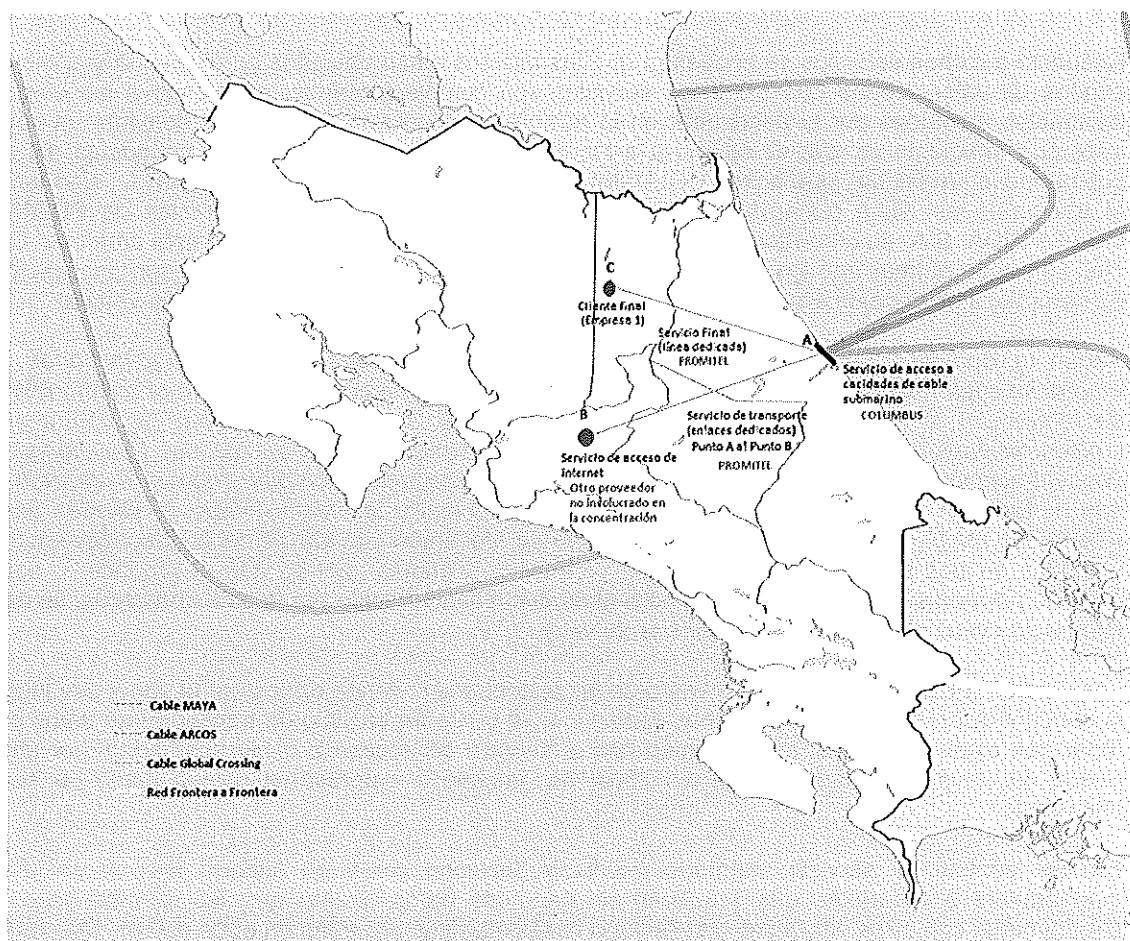 C
Cliente final
(Empresa 1)
Servicio Final
(línea dedicada)
PROMITEL
A
Servicio de acceso a
cacidades de cable
submarino
COLUMBUS
B
Servicio de transporte
(enlaces dedicados)
Punto A al Punto B
PROMITEL
Servicio de acceso de
Internet
Otro proveedor
no involucrado en
la concentración
Cable MAYA
Cable ARCOS
Cable Global Crossing
Red Frontera a Frontera